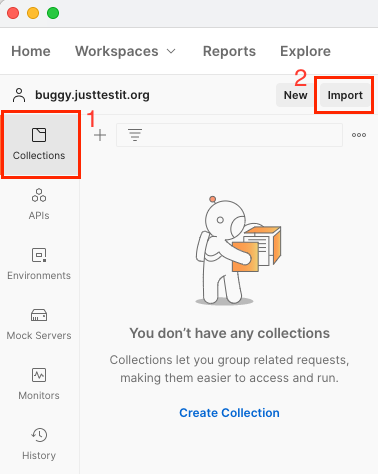 Home Workspaces Reports Explore
2
buggy.justtestit.org New Import
1
Collections
APIs
Environments
Mock Servers
Monitors
History
You don’t have any collections
Collections let you group related requests,
making them easier to access and run.
Create Collection